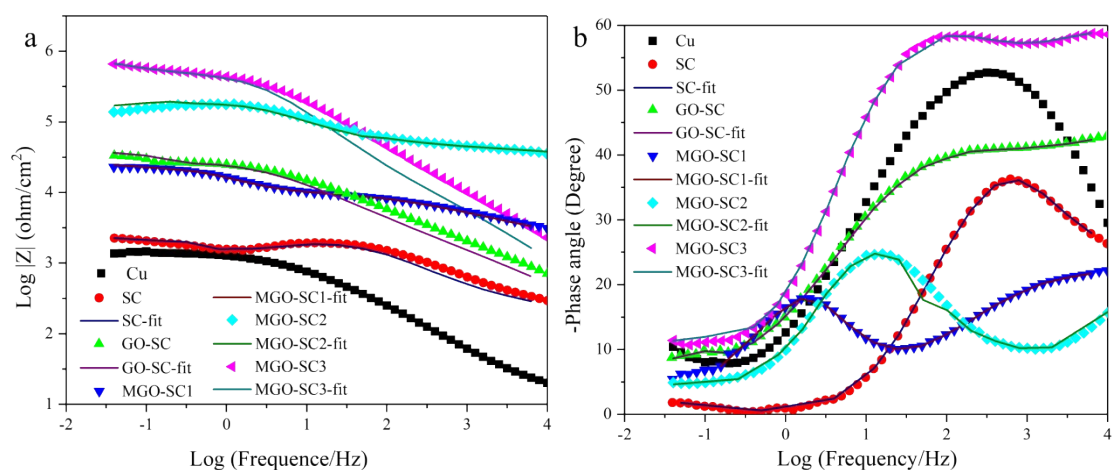 a
Log |Z| (ohm/cm²)
6
5
4
3
2
1
Cu
SC
SC-fit
GO-SC
GO-SC-fit
MGO-SC1
MGO-SC1-fit
MGO-SC2
MGO-SC2-fit
MGO-SC3
MGO-SC3-fit
-2 -1 0 1 2 3 4
Log (Frequence/Hz)
b
-Phase angle (Degree)
60
50
40
30
20
10
0
Cu
SC
SC-fit
GO-SC
GO-SC-fit
MGO-SC1
MGO-SC1-fit
MGO-SC2
MGO-SC2-fit
MGO-SC3
MGO-SC3-fit
-2 -1 0 1 2 3 4
Log (Frequency/Hz)